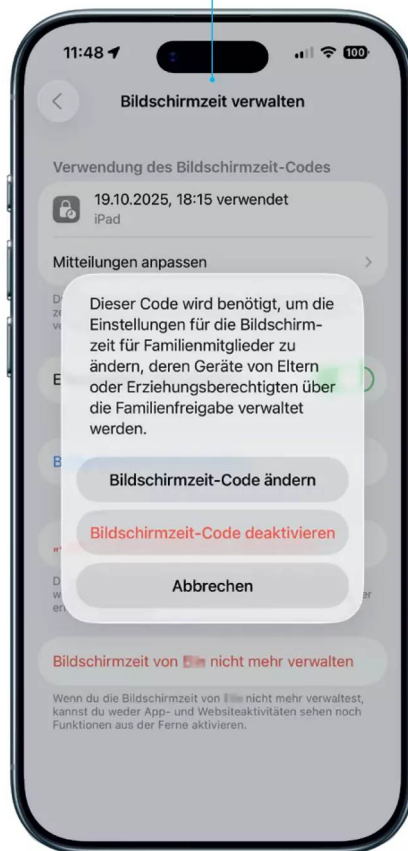 11:48
100
Bildschirmzeit verwalten
Verwendung des Bildschirmzeit-Codes
19.10.2025, 18:15 verwendet
iPad
Mitteilungen anpassen
Dieser Code wird benötigt, um die
Einstellungen für die Bildschirm-
zeit für Familienmitglieder zu
ändern, deren Geräte von Eltern
oder Erziehungsberechtigten über
die Familienfreigabe verwaltet
werden.
Bildschirmzeit-Code ändern
Bildschirmzeit-Code deaktivieren
Abbrechen
Bildschirmzeit von nicht mehr verwalten
Wenn du die Bildschirmzeit von nicht mehr verwaltest,
kannst du weder App- und Websiteaktivitäten sehen noch
Funktionen aus der Ferne aktivieren.